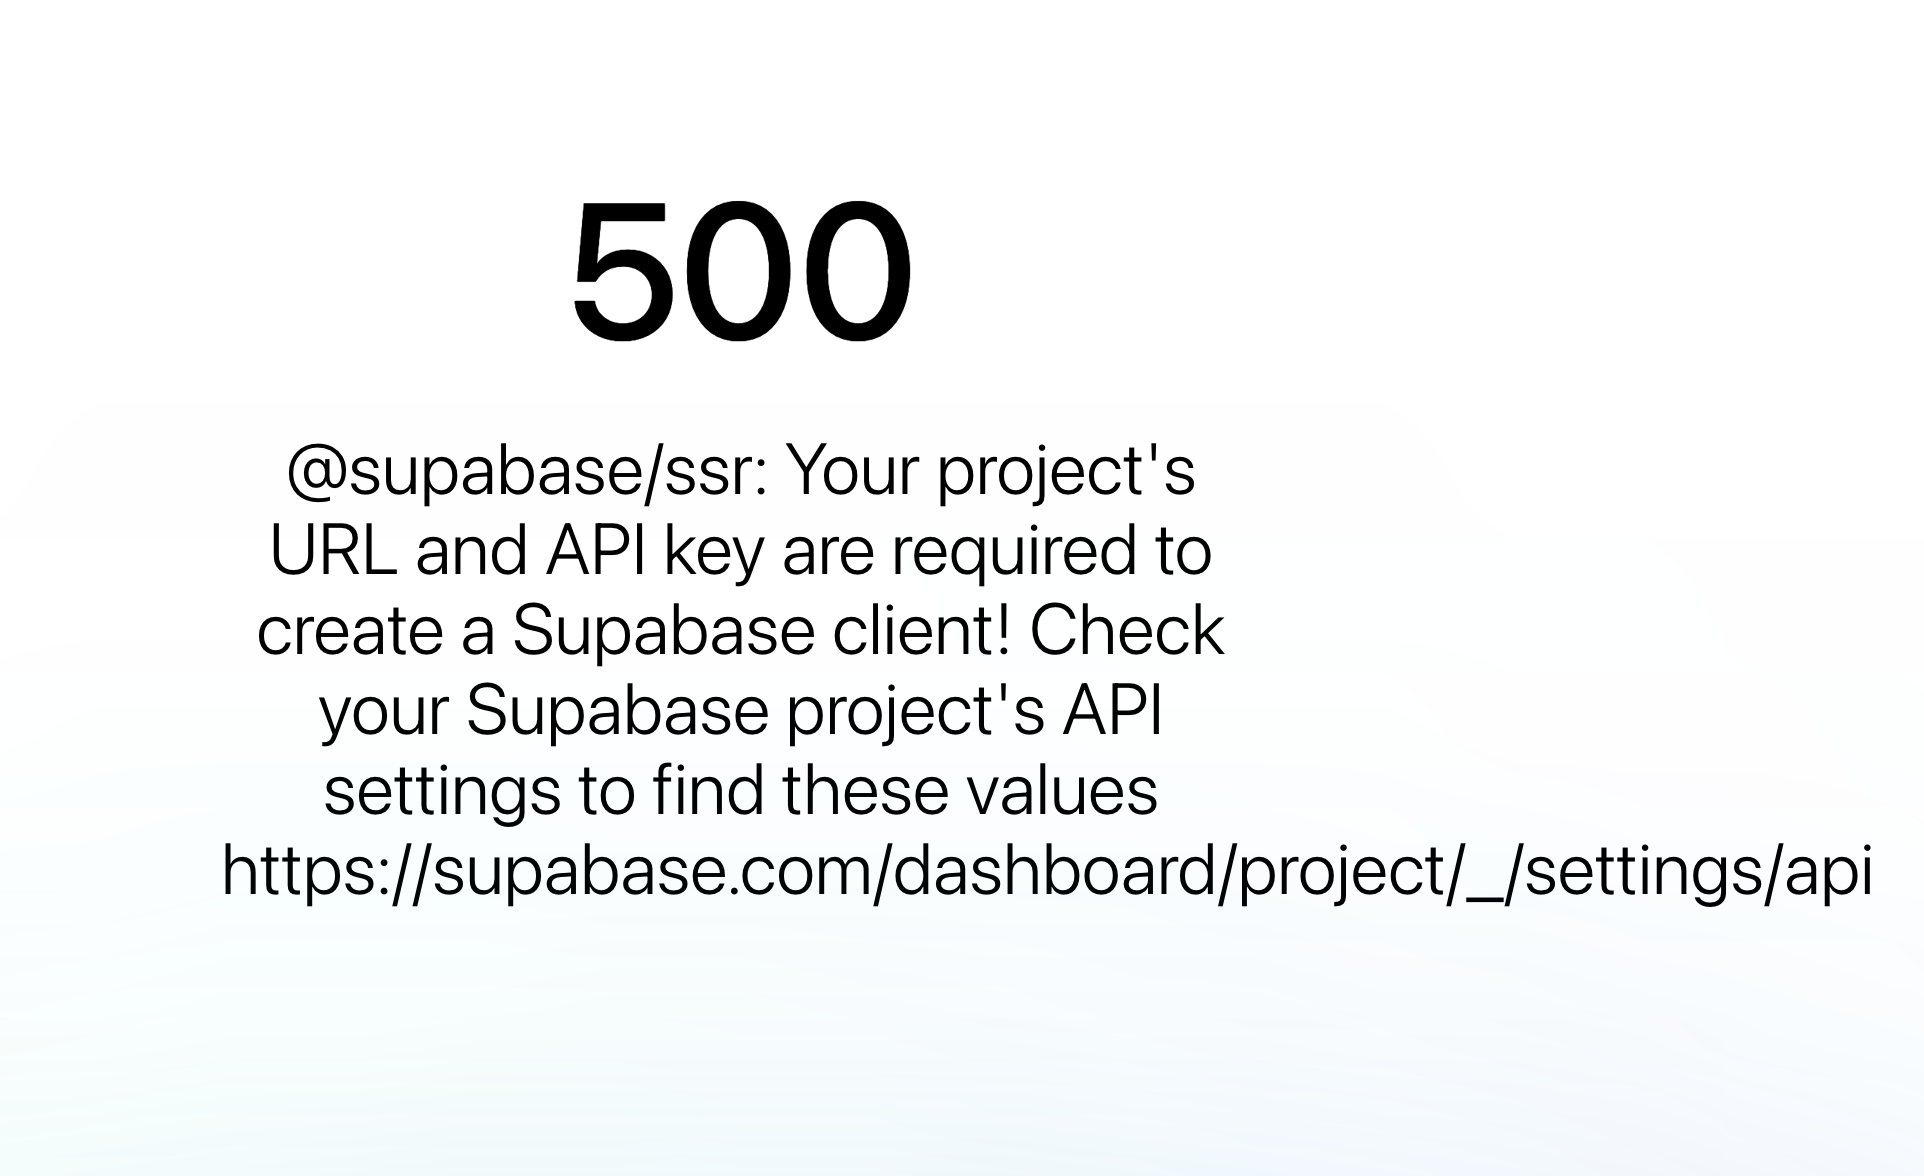 500
@supabase/ssr: Your project's
URL and API key are required to
create a Supabase client! Check
your Supabase project's API
settings to find these values
https://supabase.com/dashboard/project/_/settings/api